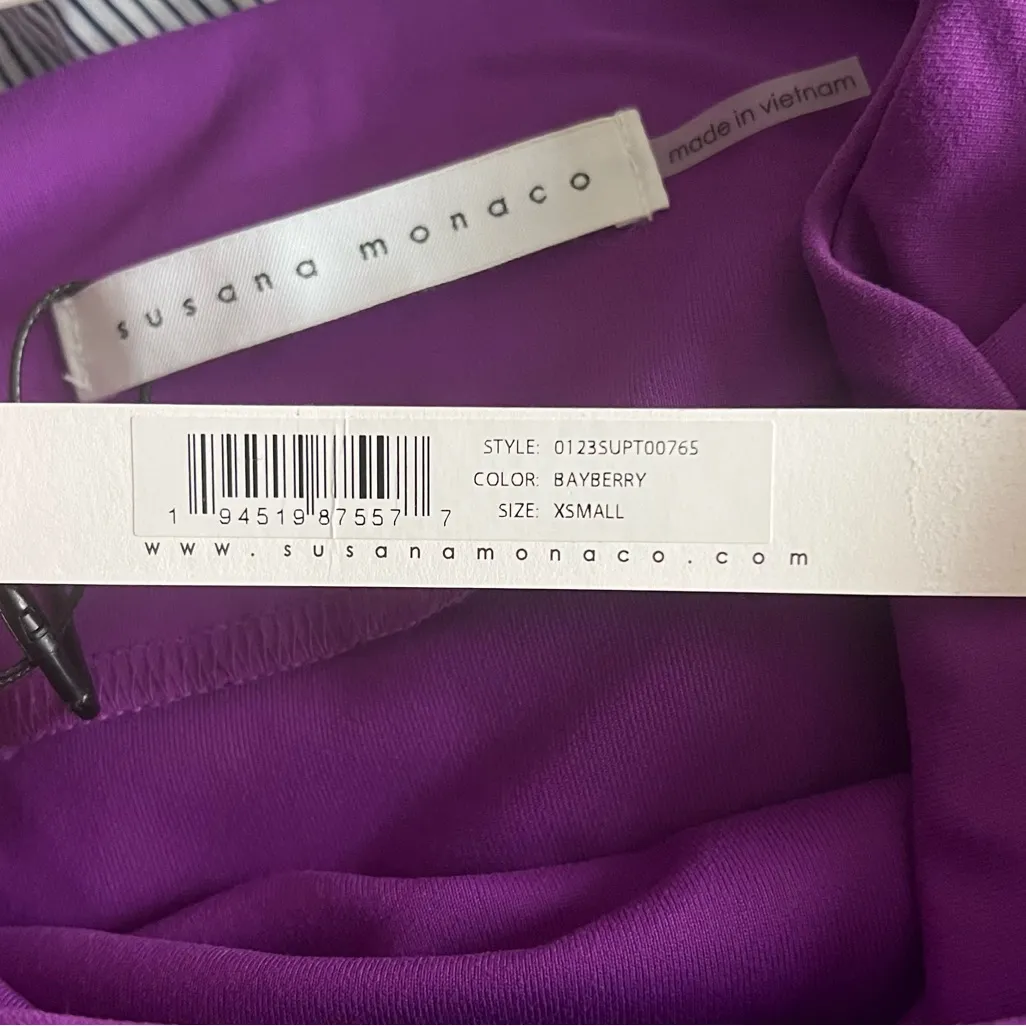 susana monaco
made in vietnam
STYLE: 0123SUPT00765
COLOR: BAYBERRY
SIZE: XSMALL
1 94519 87557 7
www.susanamonaco.com